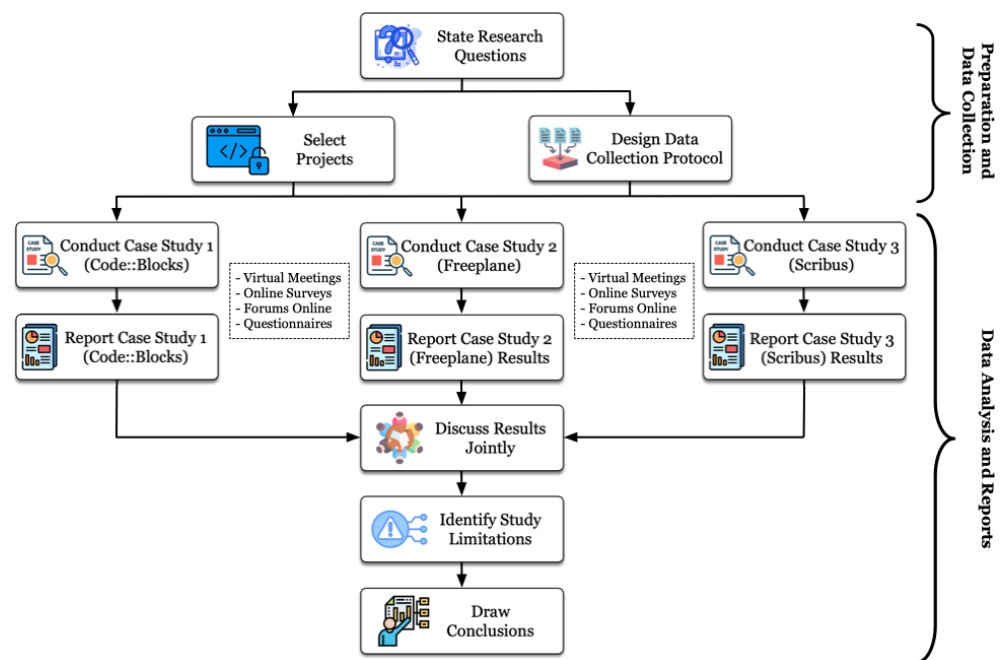 State Research
Questions
Preparation and
Data Collection
Select
Projects
Design Data
Collection Protocol
CASE
STUDY
Conduct Case Study 1
(Code::Blocks)
CASE
STUDY
Conduct Case Study 2
(Freeplane)
CASE
STUDY
Conduct Case Study 3
(Scribus)
- Virtual Meetings
- Online Surveys
- Forums Online
- Questionnaires
- Virtual Meetings
- Online Surveys
- Forums Online
- Questionnaires
Report Case Study 1
(Code::Blocks)
Report Case Study 2
(Freeplane) Results
Report Case Study 3
(Scribus) Results
Data Analysis and Reports
Discuss Results
Jointly
Identify Study
Limitations
Draw
Conclusions